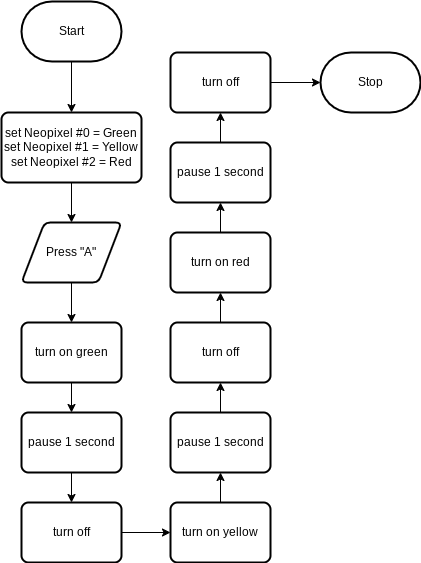 Start
set Neopixel #0 = Green
set Neopixel #1 = Yellow
set Neopixel #2 = Red
Press "A"
turn on green
pause 1 second
turn off
turn on yellow
pause 1 second
turn off
turn on red
pause 1 second
turn off
Stop